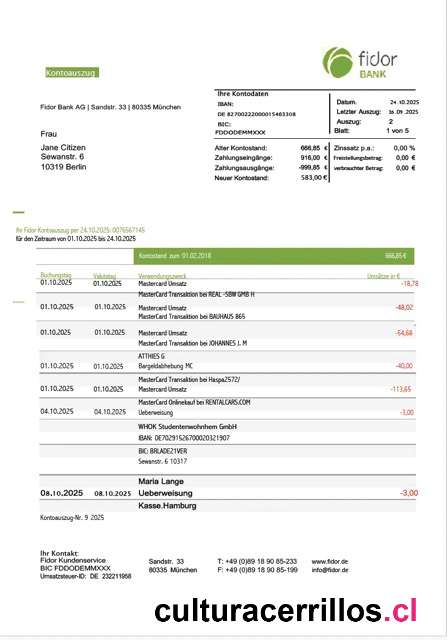 fidor
BANK
Kontoauszug
Fidor Bank AG | Sandstr. 33 | 80335 München
Frau
Jane Citizen
Sewanstr. 6
10319 Berlin
Ihre Kontodaten
IBAN:
DE 82700222000015463308
BIC:
FDDODEMMXXX
Datum: 24.10.2025
Letzter Auszug: 16.09.2025
Auszug: 2
Blatt: 1 von 5
Alter Kontostand: 666,85 €
Zahlungseingänge: 916,00 €
Zahlungsausgänge: -999,85 €
Neuer Kontostand: 583,00 €
Zinssatz p.a.: 0,00 %
Freistellungsbetrag: 0,00 €
verbrauchter Betrag: 0,00 €
Ihr Fidor Kontoauszug per 24.10.2025: 0076567145
für den Zeitraum von 01.10.2025 bis 24.10.2025
Kontostand zum 01.02.2018 666,85 €
Buchungstag Valutatag Verwendungszweck Umsätze in €
01.10.2025 01.10.2025 Mastercard Umsatz -18,78
MasterCard Transaktion bei REAL -SBW GMB H
01.10.2025 01.10.2025 Mastercard Umsatz -48,02
MasterCard Transaktion bei BAUHAUS 865
01.10.2025 01.10.2025 Mastercard Umsatz -54,68
MasterCard Transaktion bei JOHANNES J. M
ATTHIES G
01.10.2025 01.10.2025 Bargeldabhebung MC -40,00
MasterCard Transaktion bei Haspa2572/
01.10.2025 01.10.2025 Mastercard Umsatz -113,65
MasterCard Onlinekauf bei RENTALCARS.COM
04.10.2025 04.10.2025 Ueberweisung -3,00
WHOK Studentenwohnhem GmbH
IBAN: DE70291526700020321907
BIC: BRLADE21VER
Sewanstr. 6 10317
Maria Lange
08.10.2025 08.10.2025 Ueberweisung -3,00
Kasse.Hamburg
Kontoauszug-Nr. 9 2025
Ihr Kontakt:
Fidor Kundenservice
BIC FDDODEMMXXX
Umsatzsteuer-ID: DE 232211958
Sandstr. 33
80335 München
T: +49 (0)89 18 90 85-233
F: +49 (0)89 18 90 85-199
www.fidor.de
info@fidor.de
culturacerrillos.cl